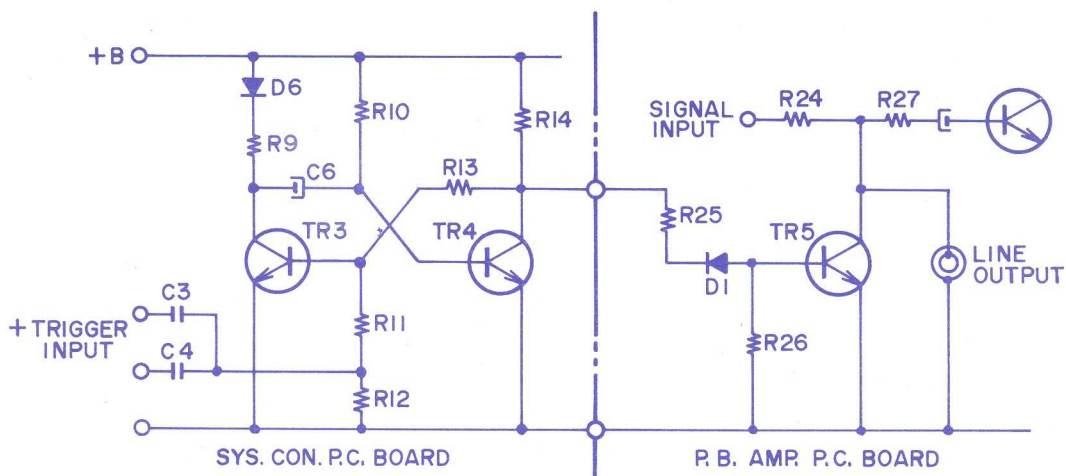 +B
D6
R10
R9
R14
C6
R13
TR3
TR4
C3
+ TRIGGER
INPUT
C4
R11
R12
SYS. CON. P.C. BOARD
SIGNAL
INPUT
R24
R27
R25
TR5
D1
LINE
OUTPUT
R26
P. B. AMP. P.C. BOARD